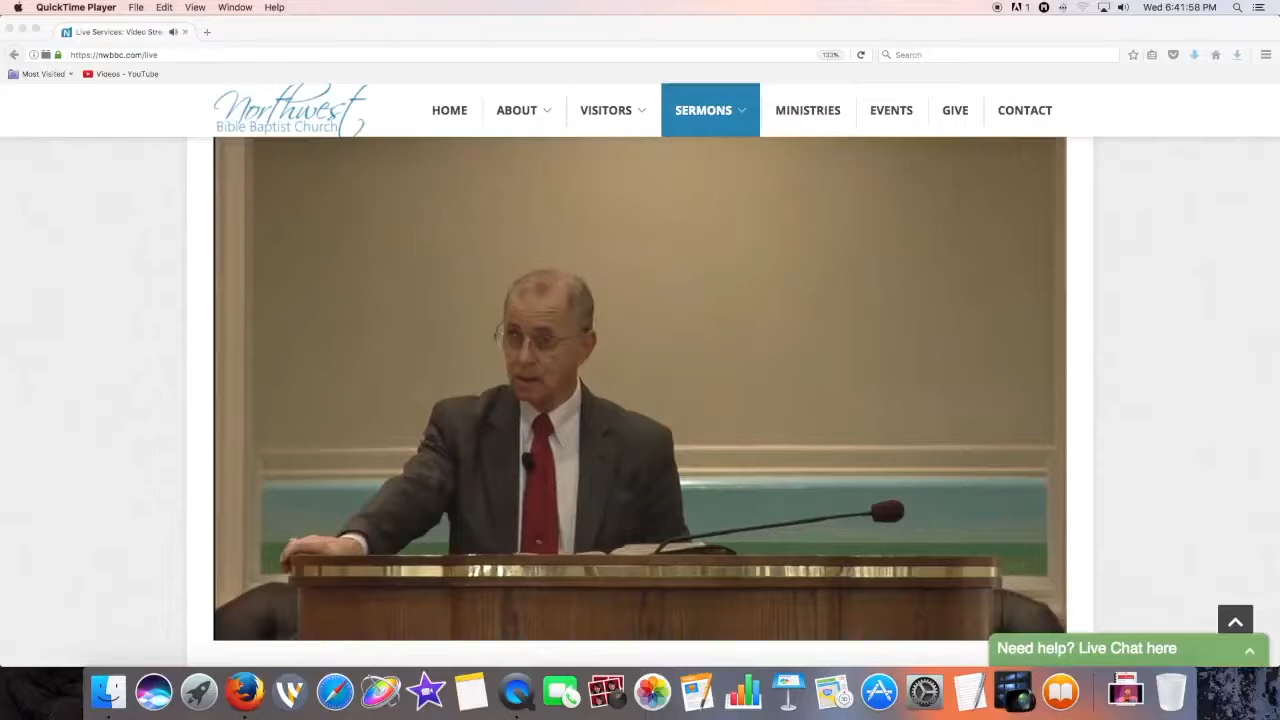 QuickTime Player File Edit View Window Help
1
Wed 6:41:58 PM
Live Services: Video Stre
https://nwbbc.com/live
133%
Search
Most Visited
Videos - YouTube
Northwest
Bible Baptist Church
HOME ABOUT VISITORS SERMONS MINISTRIES EVENTS GIVE CONTACT
Need help? Live Chat here